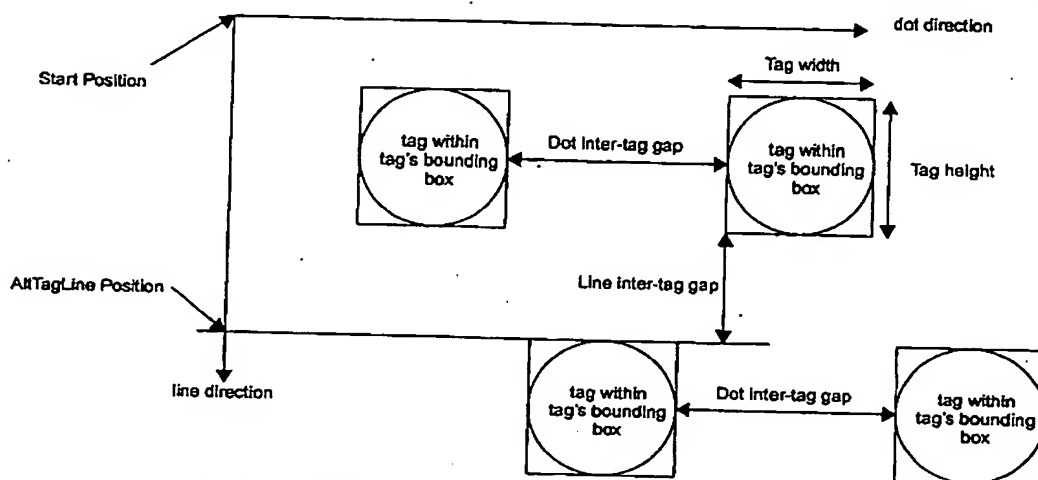 dot direction
Start Position
Tag width
tag within
tag's bounding
box
Dot inter-tag gap
tag within
tag's bounding
box
Tag height
AltTagLine Position
Line inter-tag gap
line direction
tag within
tag's bounding
box
Dot inter-tag gap
tag within
tag's bounding
box